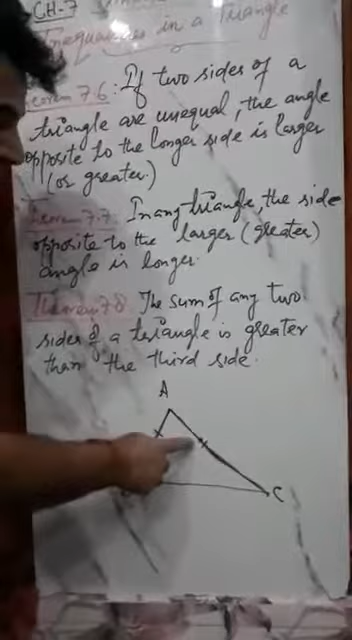 CH-7
Inequalities in a Triangle
Theorem 7.6: If two sides of a
triangle are unequal, the angle
opposite to the longer side is larger
(or greater.)
Theorem 7.7. In any triangle, the side
opposite to the larger (greater)
angle is longer.
Theorem 7.8 The sum of any two
sides of a triangle is greater
than the third side.
A
C